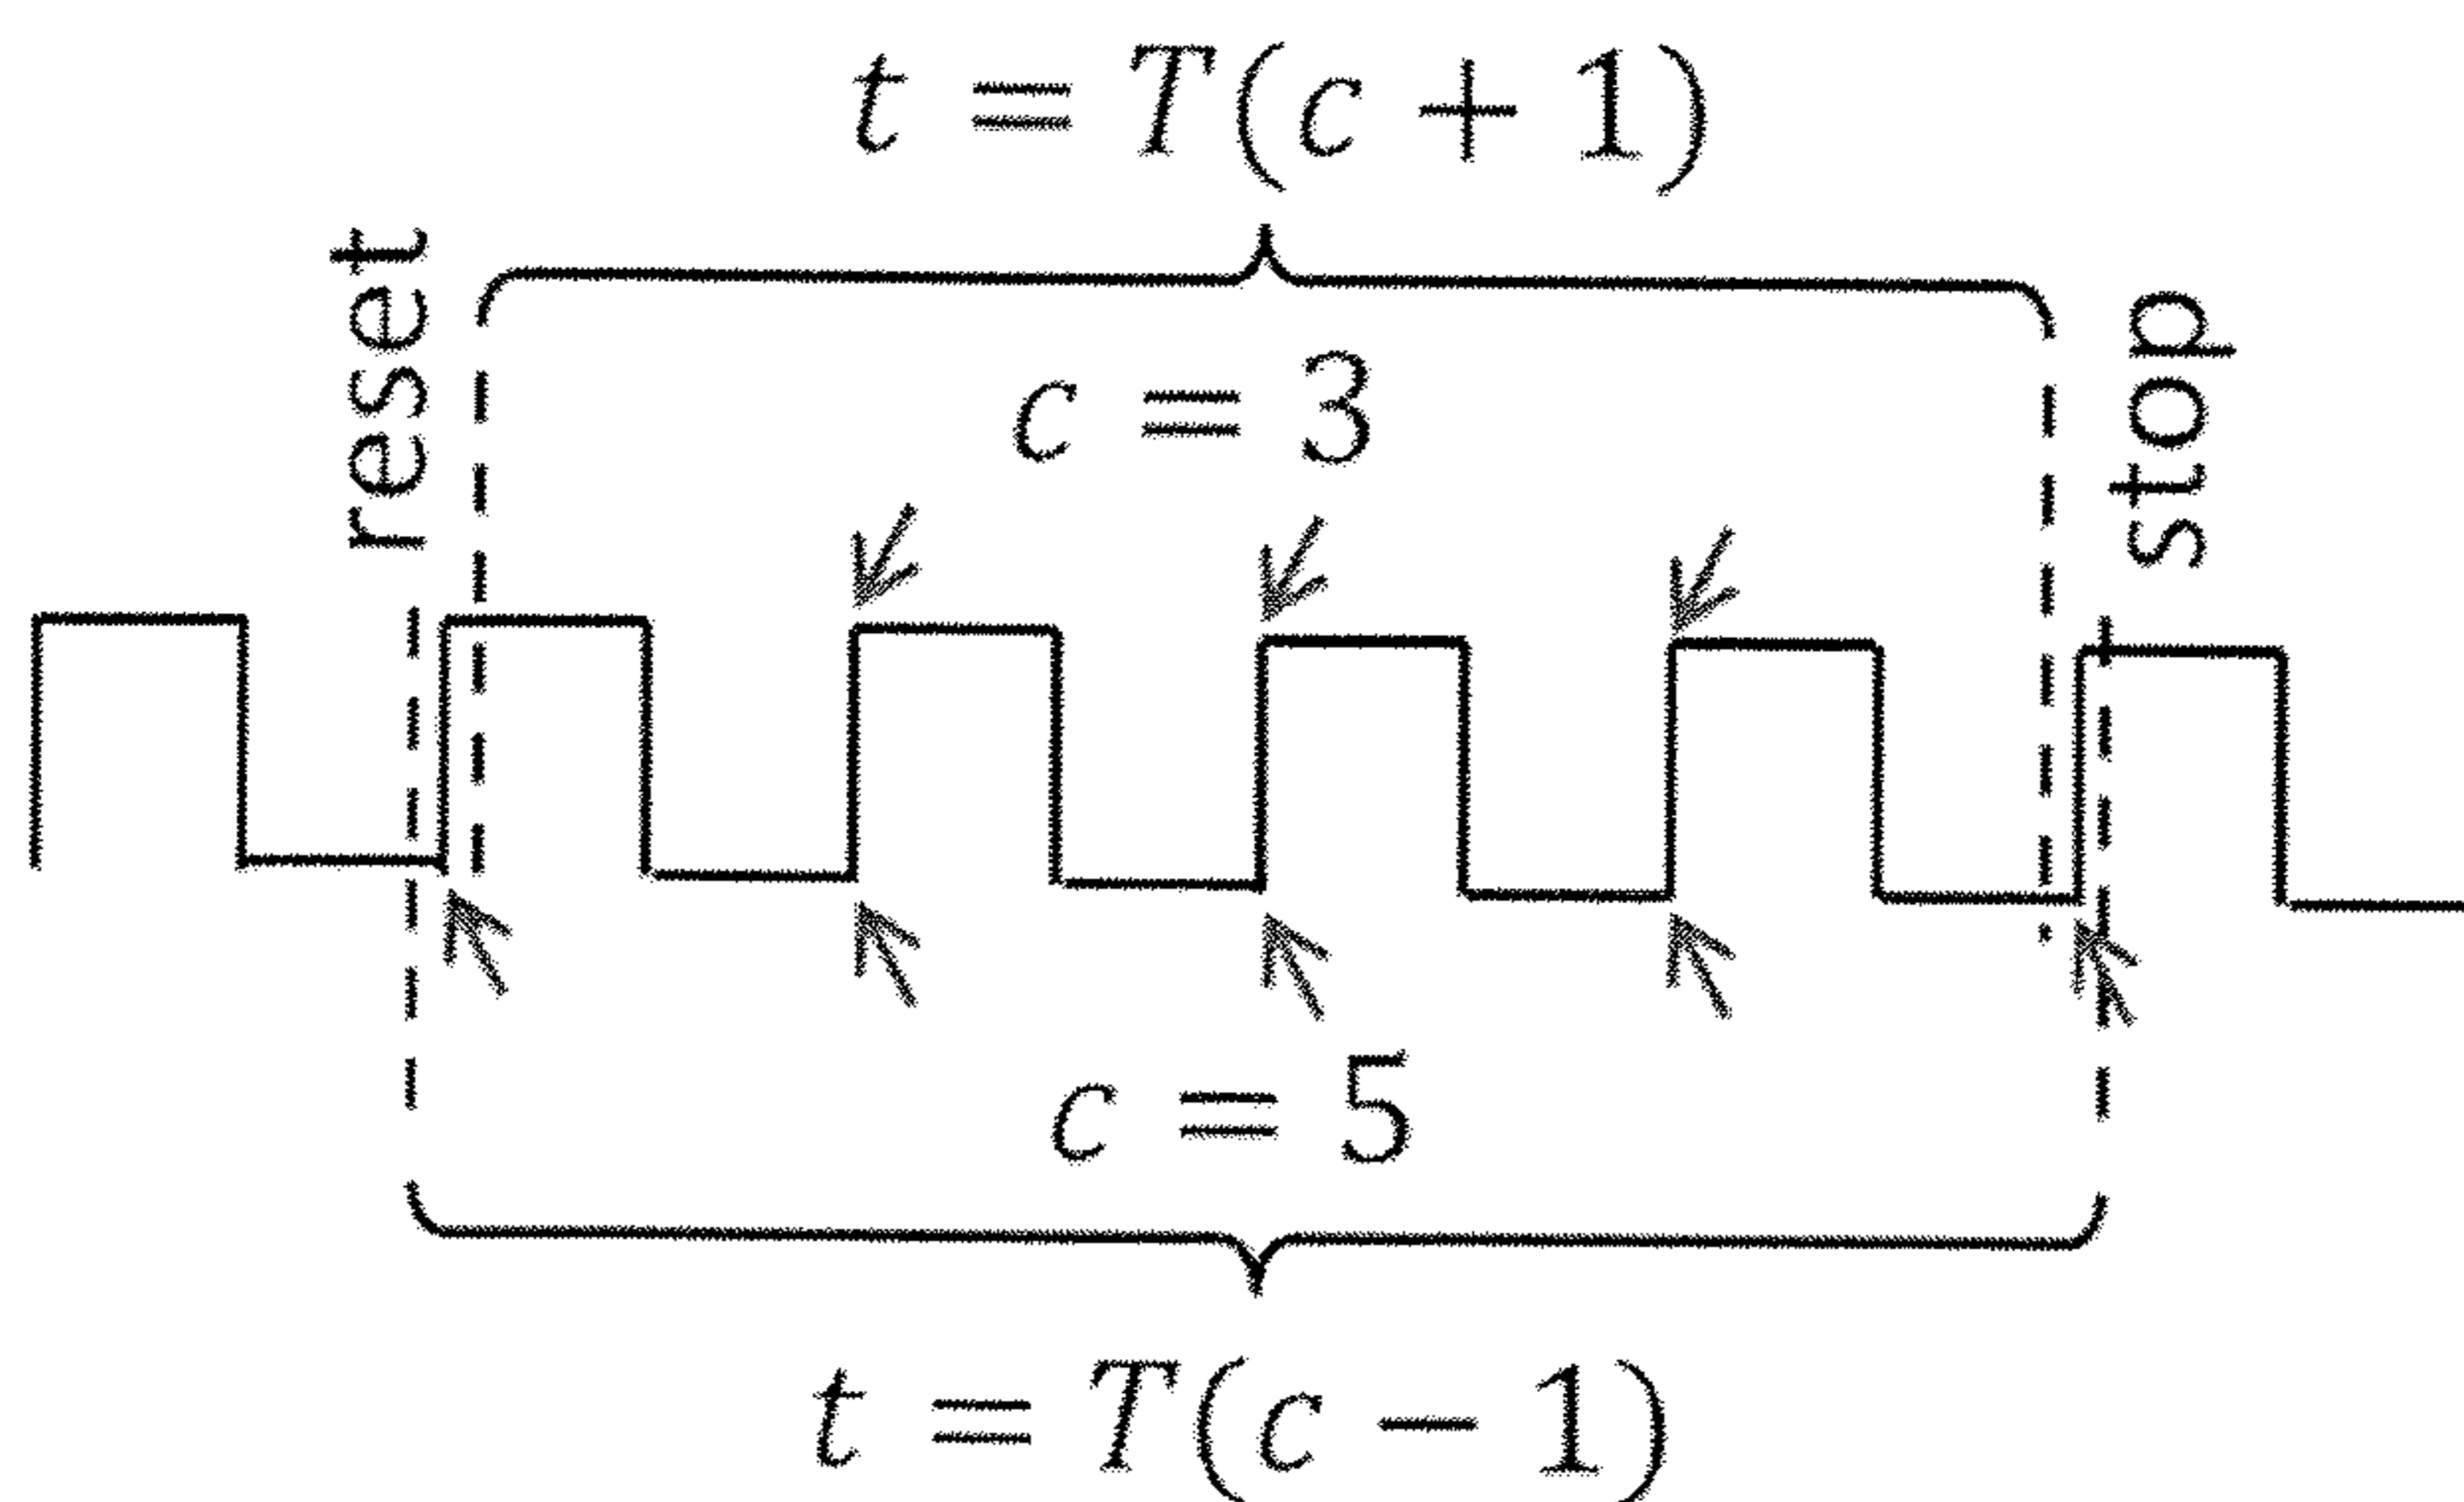 t = T(c + 1)
reset
stop
c = 3
c = 5
t = T(c − 1)